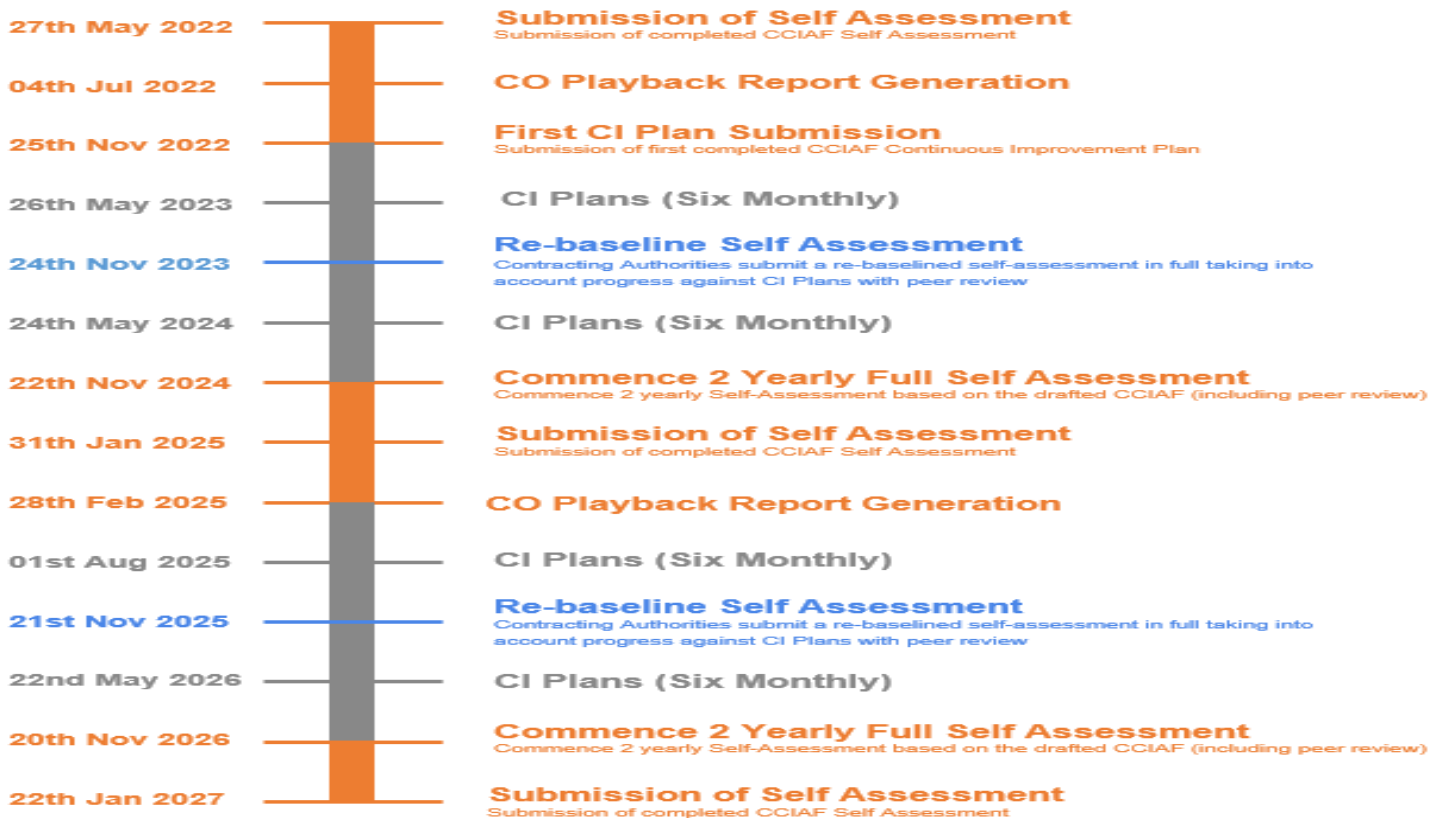 27th May 2022
Submission of Self Assessment
Submission of completed CCIAF Self Assessment
04th Jul 2022
CO Playback Report Generation
25th Nov 2022
First CI Plan Submission
Submission of first completed CCIAF Continuous Improvement Plan
26th May 2023
CI Plans (Six Monthly)
24th Nov 2023
Re-baseline Self Assessment
Contracting Authorities submit a re-baselined self-assessment in full taking into
account progress against CI Plans with peer review
24th May 2024
CI Plans (Six Monthly)
22th Nov 2024
Commence 2 Yearly Full Self Assessment
Commence 2 yearly Self-Assessment based on the drafted CCIAF (including peer review)
31th Jan 2025
Submission of Self Assessment
Submission of completed CCIAF Self Assessment
28th Feb 2025
CO Playback Report Generation
01st Aug 2025
CI Plans (Six Monthly)
21st Nov 2025
Re-baseline Self Assessment
Contracting Authorities submit a re-baselined self-assessment in full taking into
account progress against CI Plans with peer review
22nd May 2026
CI Plans (Six Monthly)
20th Nov 2026
Commence 2 Yearly Full Self Assessment
Commence 2 yearly Self-Assessment based on the drafted CCIAF (including peer review)
22th Jan 2027
Submission of Self Assessment
Submission of completed CCIAF Self Assessment